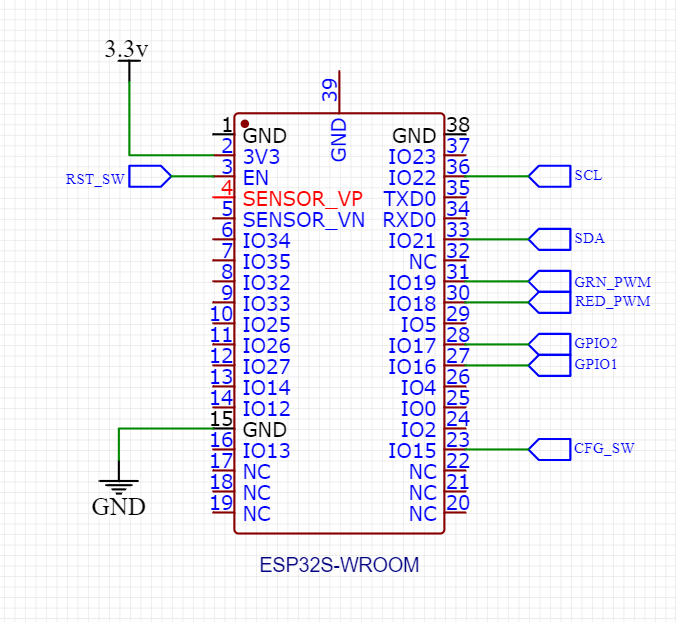 3.3v
39
GND
1 GND GND 38
2 3V3 IO23 37
RST_SW 3 EN IO22 36 SCL
4 SENSOR_VP TXD0 35
5 SENSOR_VN RXD0 34
6 IO34 IO21 33 SDA
7 IO35 NC 32
8 IO32 IO19 31 GRN_PWM
9 IO33 IO18 30 RED_PWM
10 IO25 IO5 29
11 IO26 IO17 28 GPIO2
12 IO27 IO16 27 GPIO1
13 IO14 IO4 26
14 IO12 IO0 25
15 GND IO2 24
16 IO13 IO15 23 CFG_SW
17 NC NC 22
18 NC NC 21
19 NC NC 20
GND
ESP32S-WROOM